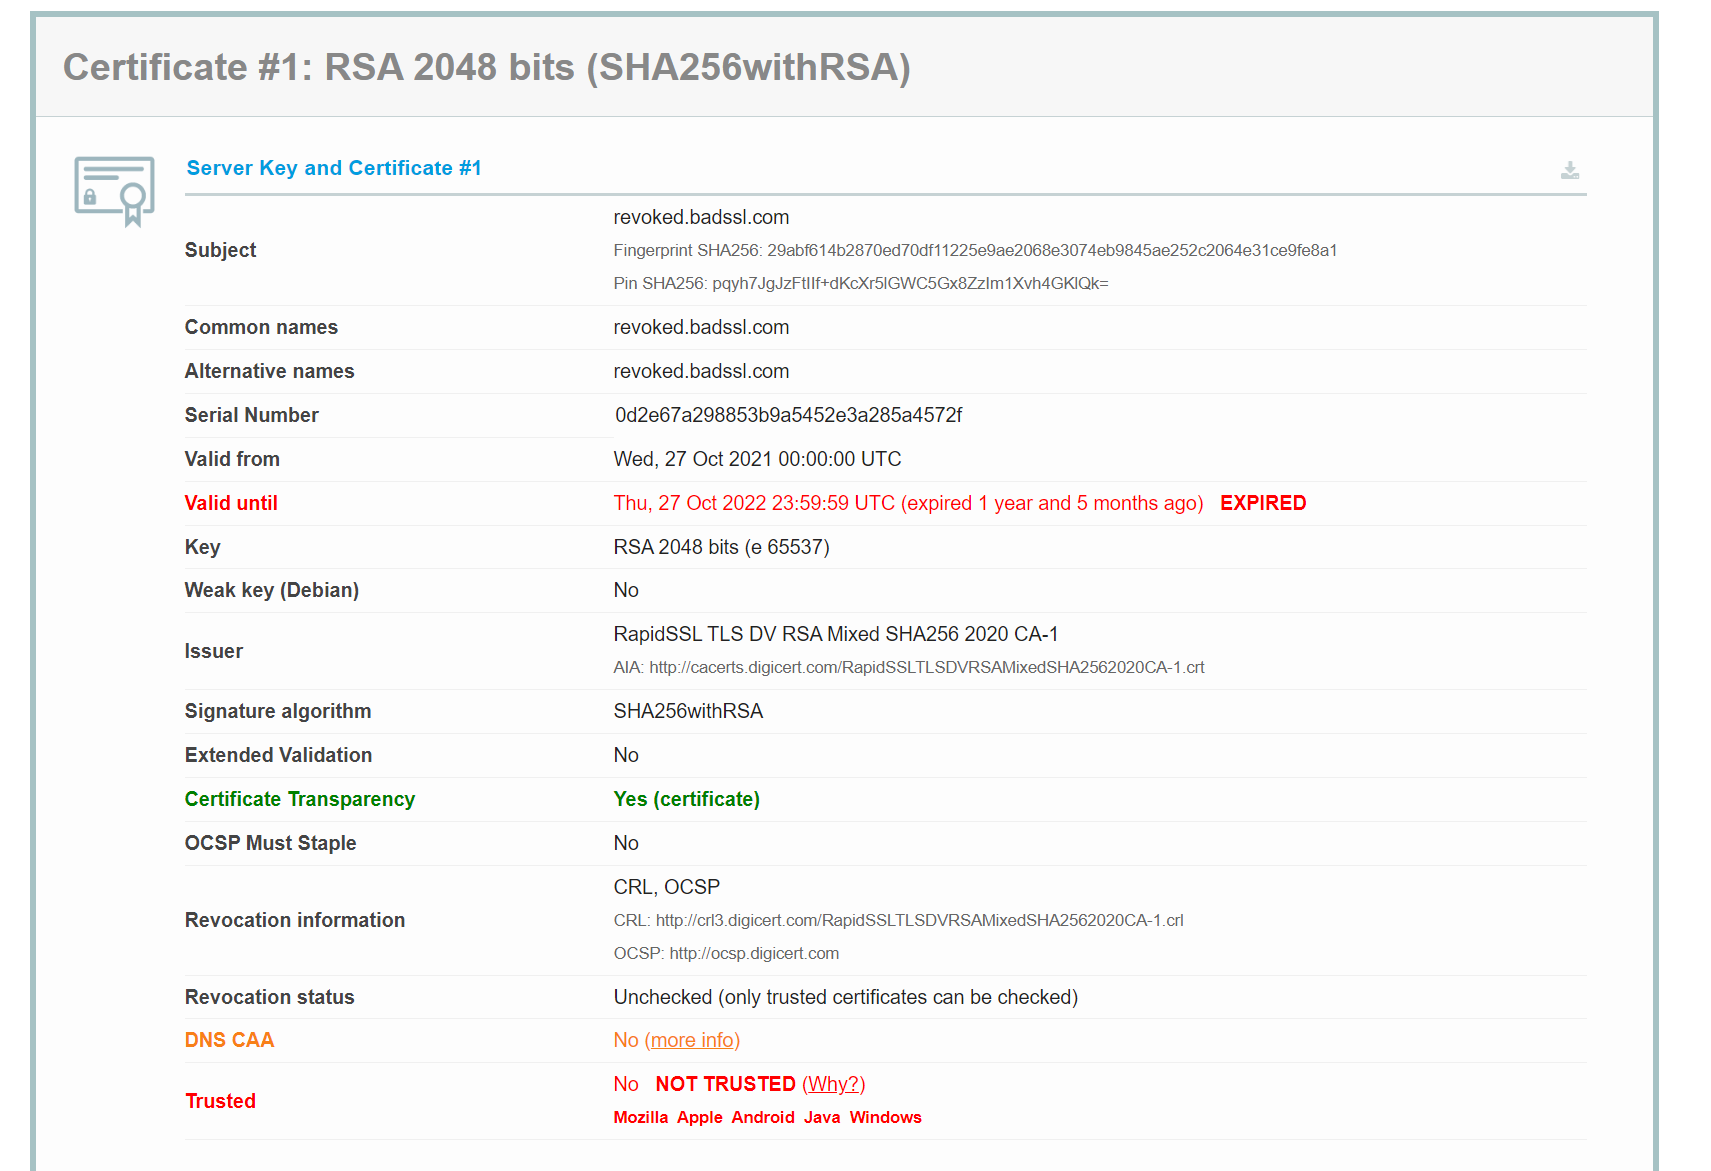 Certificate #1: RSA 2048 bits (SHA256withRSA)
Server Key and Certificate #1
Subject
revoked.badssl.com
Fingerprint SHA256: 29abf614b2870ed70df11225e9ae2068e3074eb9845ae252c2064e31ce9fe8a1
Pin SHA256: pqyh7JgJzFtIIf+dKcXr5lGWC5Gx8ZzIm1Xvh4GKlQk=
Common names
revoked.badssl.com
Alternative names
revoked.badssl.com
Serial Number
0d2e67a298853b9a5452e3a285a4572f
Valid from
Wed, 27 Oct 2021 00:00:00 UTC
Valid until
Thu, 27 Oct 2022 23:59:59 UTC (expired 1 year and 5 months ago) EXPIRED
Key
RSA 2048 bits (e 65537)
Weak key (Debian)
No
Issuer
RapidSSL TLS DV RSA Mixed SHA256 2020 CA-1
AIA: http://cacerts.digicert.com/RapidSSLTLSDVRSAMixedSHA2562020CA-1.crt
Signature algorithm
SHA256withRSA
Extended Validation
No
Certificate Transparency
Yes (certificate)
OCSP Must Staple
No
Revocation information
CRL, OCSP
CRL: http://crl3.digicert.com/RapidSSLTLSDVRSAMixedSHA2562020CA-1.crl
OCSP: http://ocsp.digicert.com
Revocation status
Unchecked (only trusted certificates can be checked)
DNS CAA
No (more info)
Trusted
No NOT TRUSTED (Why?)
Mozilla Apple Android Java Windows